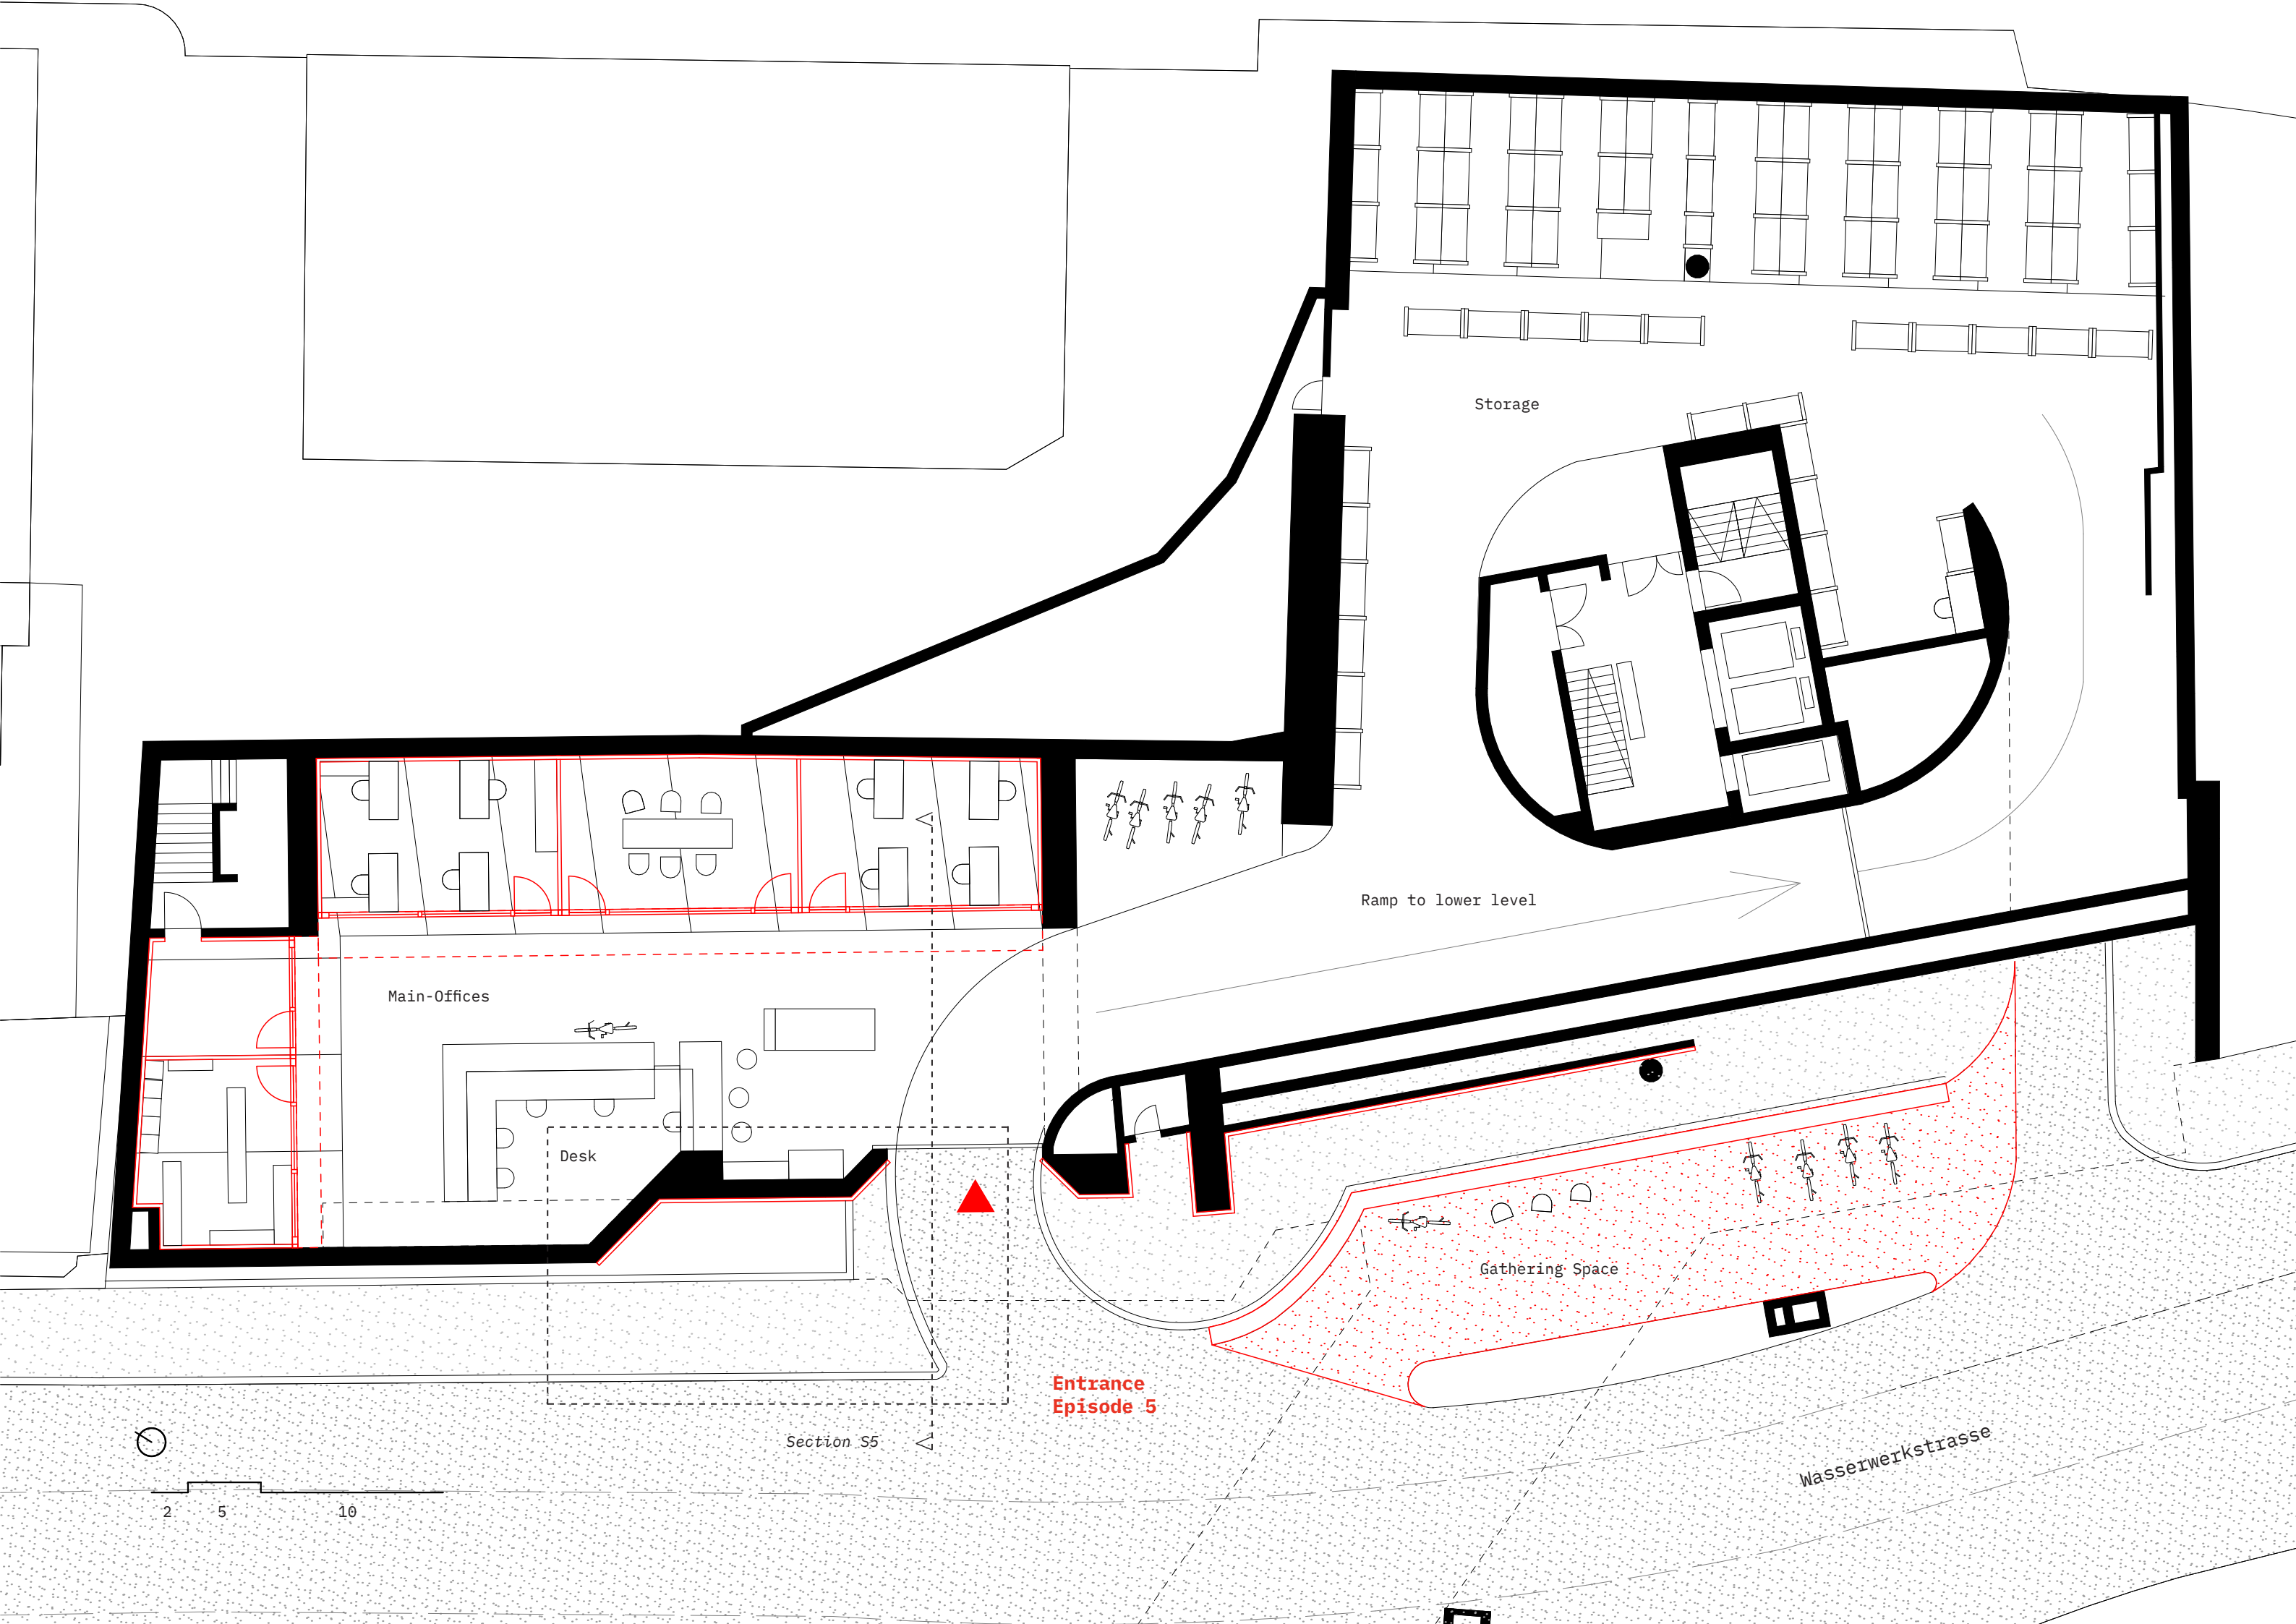 Storage
Ramp to lower level
Main-Offices
Desk
Gathering Space
Entrance
Episode 5
Section S5
Wasserwerkstrasse
2 5 10